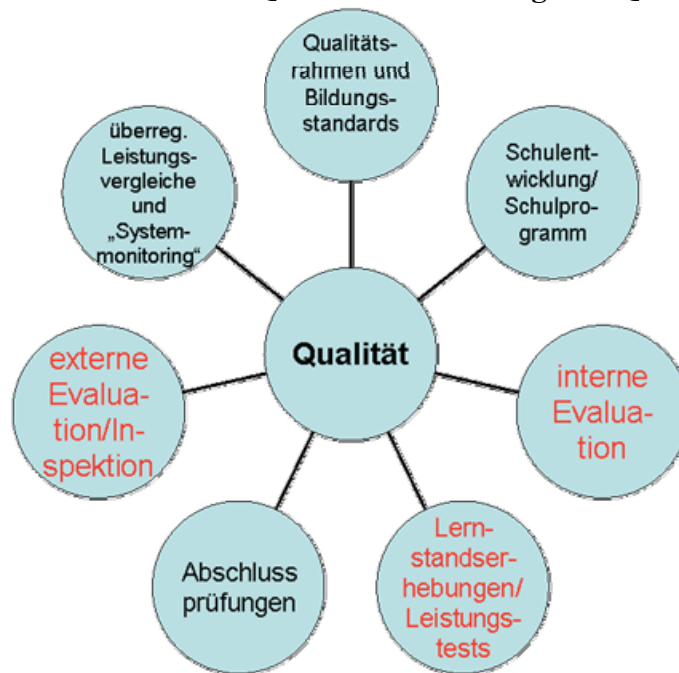 Qualitäts-
rahmen und
Bildungs-
standards
überreg.
Leistungs-
vergleiche
und
„System-
monitoring“
Schulent-
wicklung/
Schulpro-
gramm
Qualität
externe
Evalua-
tion/In-
spektion
interne
Evalua-
tion
Abschluss
prüfungen
Lern-
standser-
hebungen/
Leistungs-
tests